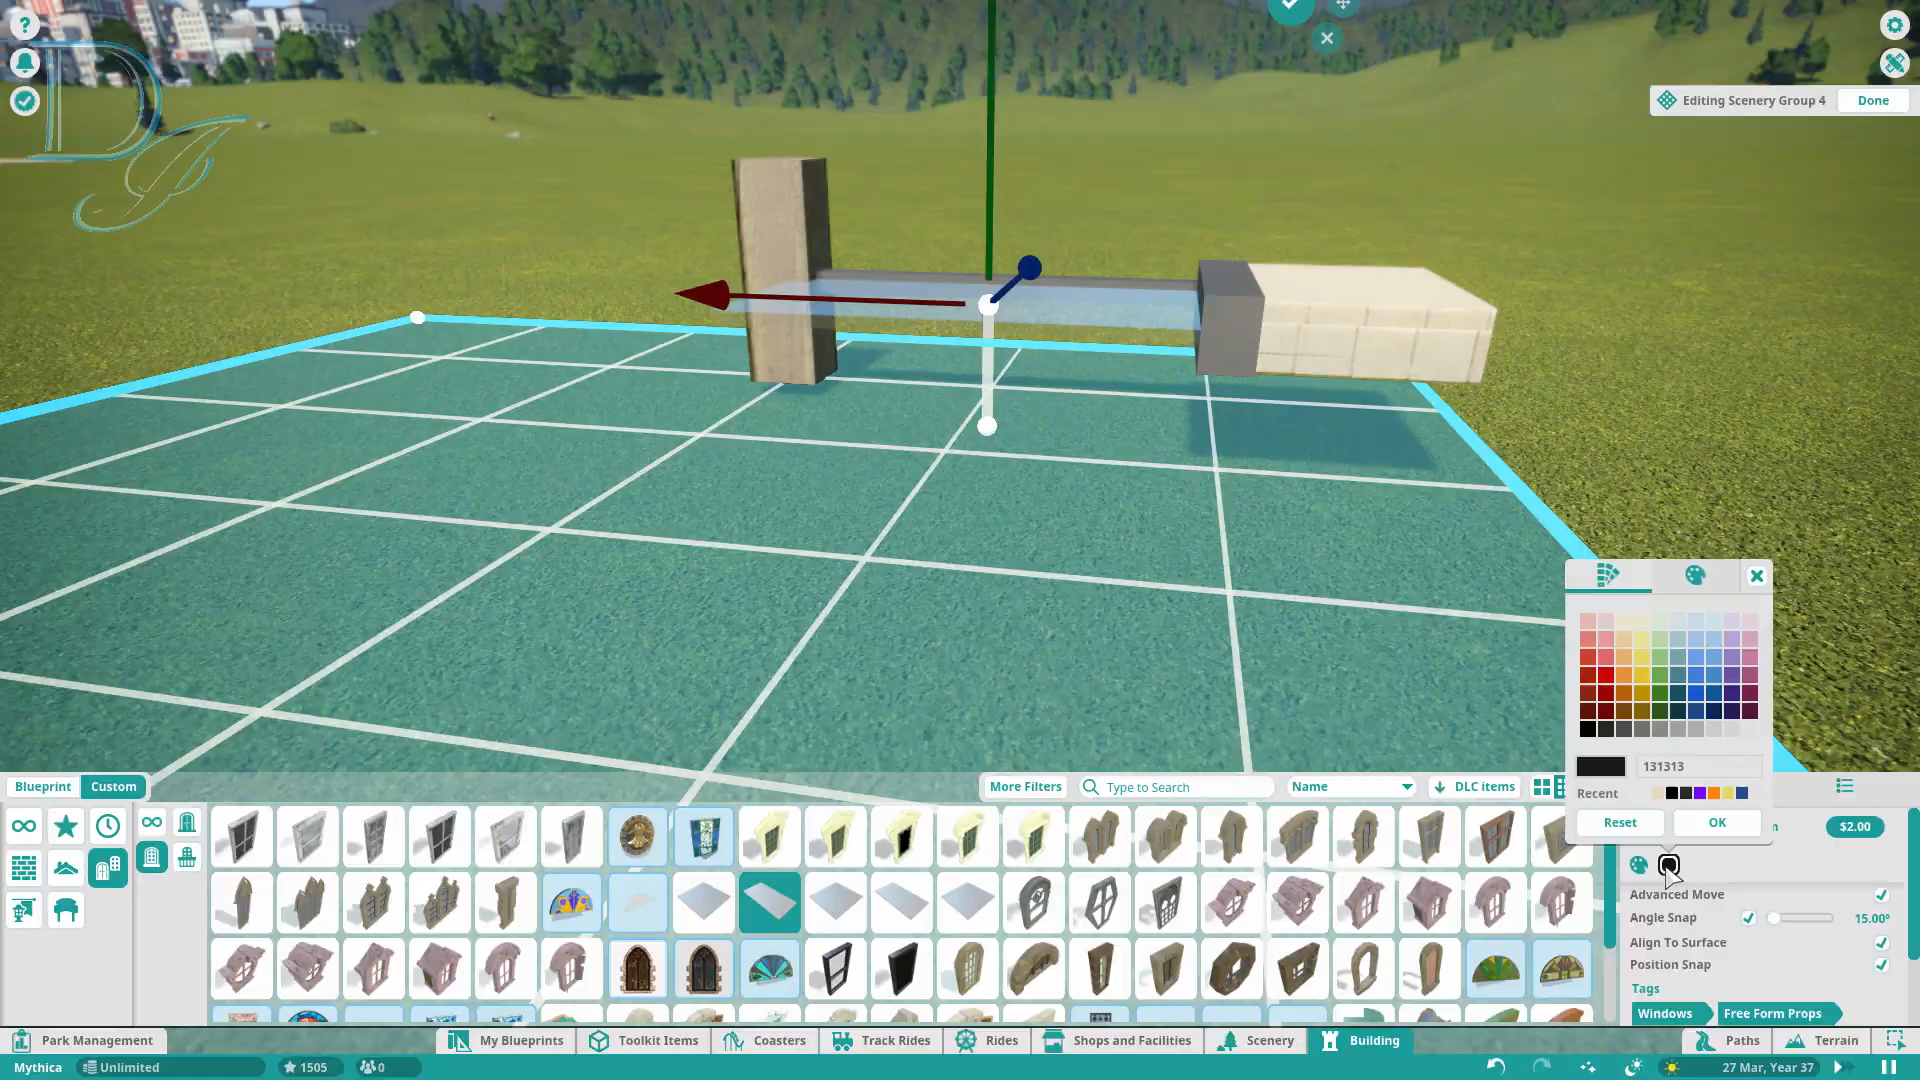 ?
DJ
Editing Scenery Group 4
Done
131313
Recent
Reset
OK
Blueprint
Custom
More Filters
Type to Search
Name
DLC items
$2.00
Advanced Move
Angle Snap
15.00°
Align To Surface
Position Snap
Tags
Windows
Free Form Props
Park Management
My Blueprints
Toolkit Items
Coasters
Track Rides
Rides
Shops and Facilities
Scenery
Building
Paths
Terrain
Mythica
Unlimited
1505
0
27 Mar, Year 37